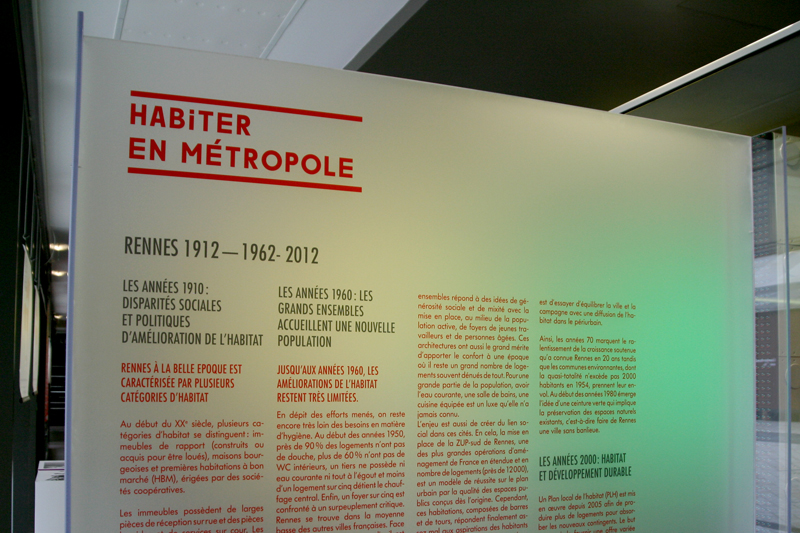 HABiTER
EN MÉTROPOLE
RENNES 1912—1962- 2012
LES ANNÉES 1910 :
DISPARITÉS SOCIALES
ET POLITIQUES
D'AMÉLIORATION DE L'HABITAT
RENNES À LA BELLE EPOQUE EST
CARACTÉRISÉE PAR PLUSIEURS
CATÉGORIES D'HABITAT
Au début du XXe siècle, plusieurs ca-
tégories d'habitat se distinguent : im-
meubles de rapport (construits ou
acquis pour être loués), maisons bour-
geoises et premières habitations à bon
marché (HBM), érigées par des socié-
tés coopératives.
Les immeubles possèdent de larges
pièces de réception sur rue et des pièces
LES ANNÉES 1960 : LES
GRANDS ENSEMBLES
ACCUEILLENT UNE NOUVELLE
POPULATION
JUSQU'AUX ANNÉES 1960, LES
AMÉLIORATIONS DE L'HABITAT
RESTENT TRÈS LIMITÉES.
En dépit des efforts menés, on reste
encore très loin des besoins en matière
d'hygiène. Au début des années 1950,
près de 90 % des logements n'ont pas
de douche, plus de 60 % n'ont pas de
WC intérieurs, un tiers ne possède ni
eau courante ni tout à l'égout et moins
d'un logement sur cinq détient le chauf-
fage central. Enfin, un foyer sur cinq est
confronté à un surpeuplement critique.
Rennes se trouve dans la moyenne
basse des autres villes françaises. Face
ensembles répond à des idées de gé-
nérosité sociale et de mixité avec la
mise en place, au milieu de la popu-
lation active, de foyers de jeunes tra-
vailleurs et de personnes âgées. Ces
architectures ont aussi le grand mérite
d'apporter le confort à une époque
où il reste un grand nombre de loge-
ments souvent dénués de tout. Pour une
grande partie de la population, avoir
l'eau courante, une salle de bains, une
cuisine équipée est un luxe qu'elle n'a
jamais connu.
L'enjeu est aussi de créer du lien so-
cial dans ces cités. En cela, la mise en
place de la ZUP-sud de Rennes, une
des plus grandes opérations d'amé-
nagement de France en étendue et en
nombre de logements (près de 12000),
est un modèle de réussite sur le plan
urbain par la qualité des espaces pu-
blics conçus dès l'origine. Cependant,
ces habitations, composées de barres
et de tours, répondent finalement as-
sez mal aux aspirations des habitants
est d'essayer d'équilibrer la ville et la
campagne avec une diffusion de l'ha-
bitat dans le périurbain.
Ainsi, les années 70 marquent le ra-
lentissement de la croissance soutenue
qu'a connue Rennes en 20 ans tandis
que les communes environnantes, dont
la quasi-totalité n'excède pas 2000
habitants en 1954, prennent leur en-
vol. Au début des années 1980 émerge
l'idée d'une ceinture verte qui implique
la préservation des espaces naturels
existants, c'est-à-dire faire de Rennes
une ville sans banlieue.
LES ANNÉES 2000 : HABITAT
ET DÉVELOPPEMENT DURABLE
Un Plan local de l'habitat (PLH) est mis
en œuvre depuis 2005 afin de pro-
duire plus de logements pour absor-
ber les nouveaux contingents. Le but